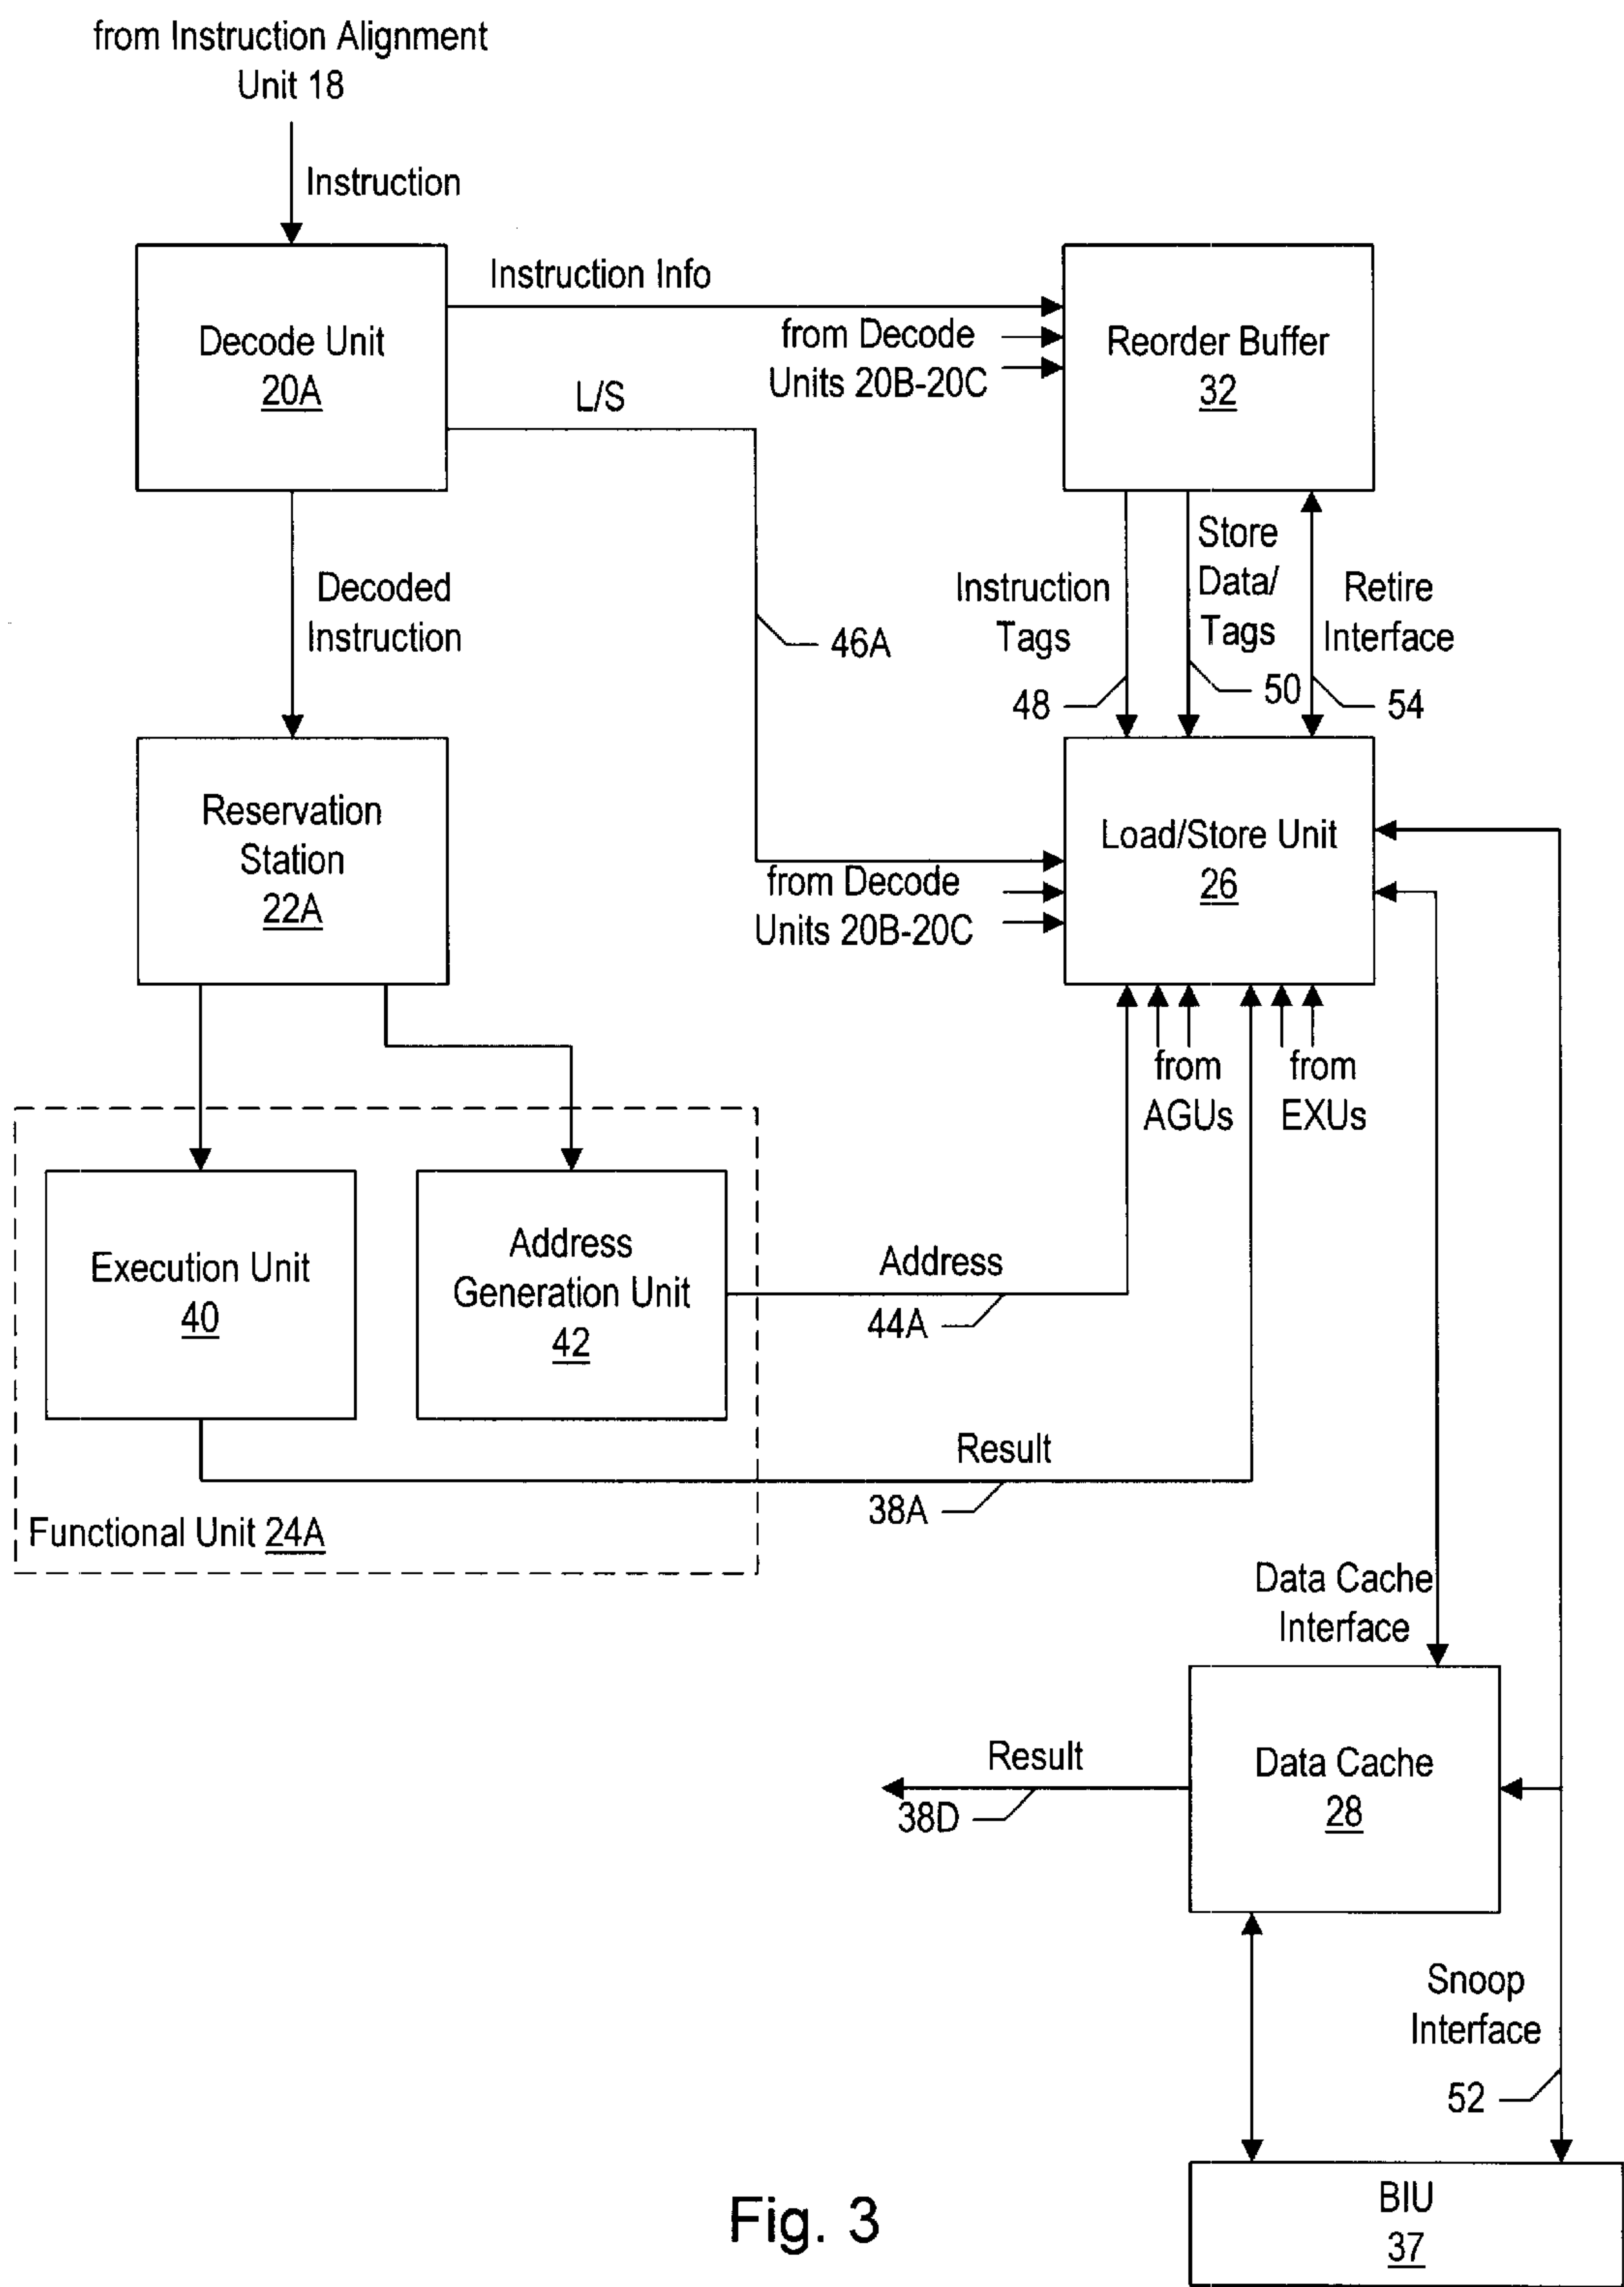 from Instruction Alignment
Unit 18
Instruction
Decode Unit
20A
Instruction Info
from Decode
Units 20B-20C
L/S
Reorder Buffer
32
Decoded
Instruction
46A
Instruction
Tags
48
Store
Data/
Tags
50
Retire
Interface
54
Reservation
Station
22A
Load/Store Unit
26
from Decode
Units 20B-20C
from
AGUs
from
EXUs
Execution Unit
40
Address
Generation Unit
42
Address
44A
Result
38A
Functional Unit 24A
Data Cache
Interface
Result
38D
Data Cache
28
Snoop
Interface
52
BIU
37
Fig. 3